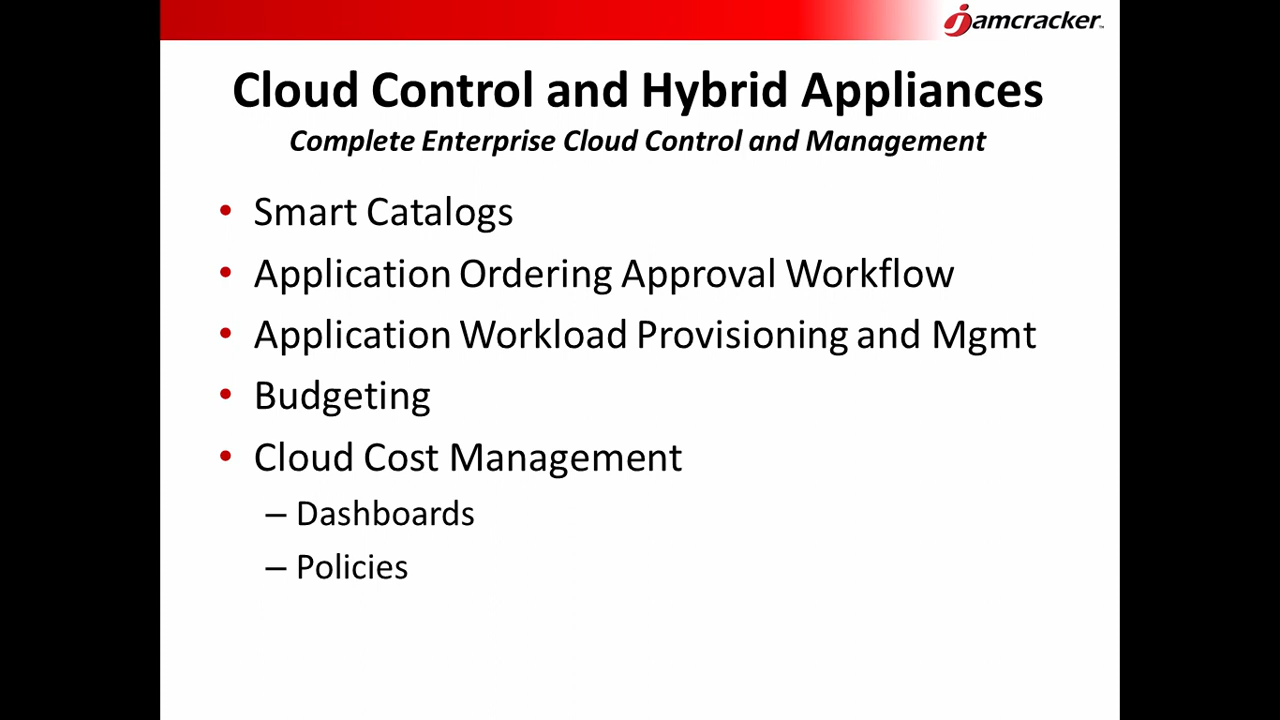 jamcracker™
Cloud Control and Hybrid Appliances
Complete Enterprise Cloud Control and Management
• Smart Catalogs
• Application Ordering Approval Workflow
• Application Workload Provisioning and Mgmt
• Budgeting
• Cloud Cost Management
– Dashboards
– Policies